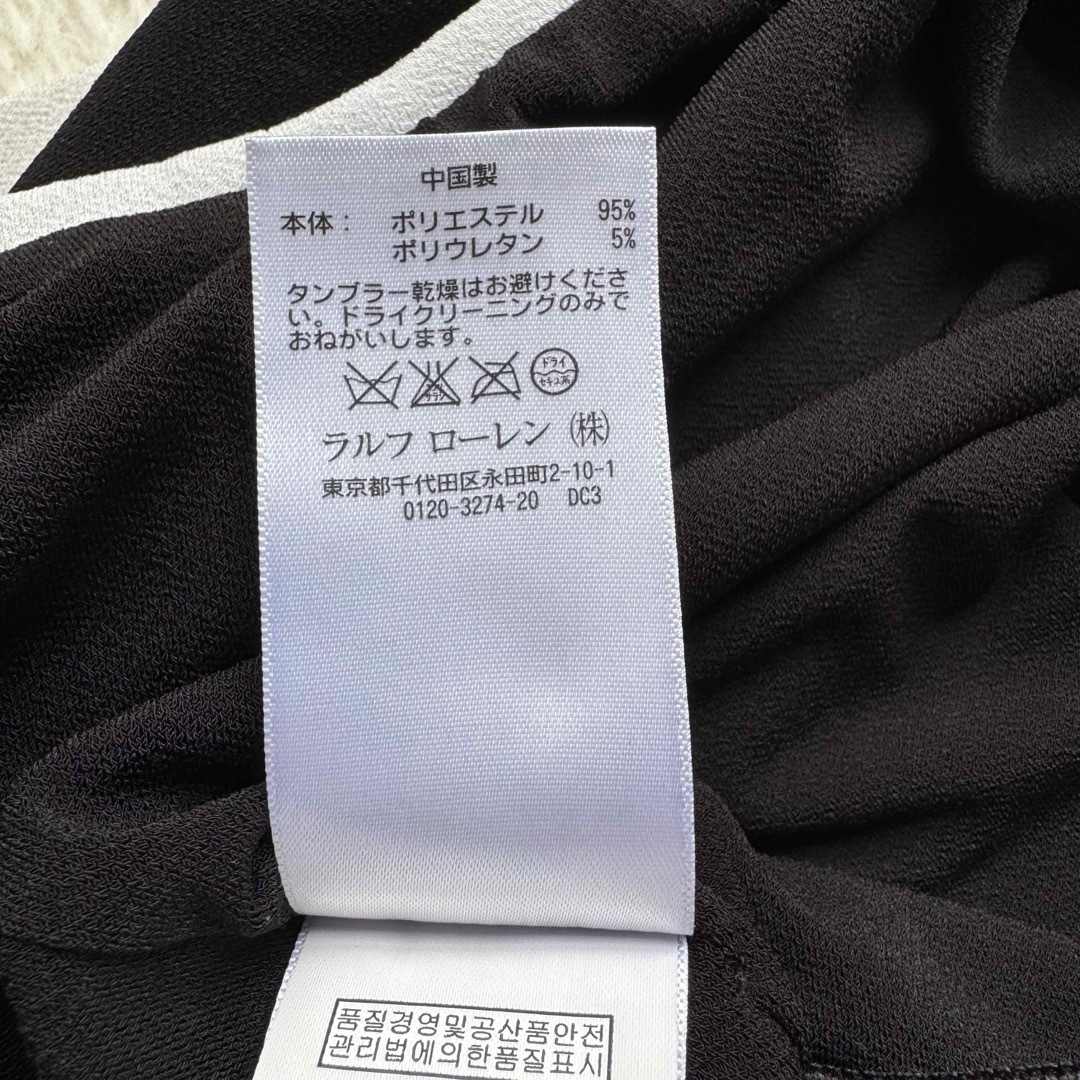 中国製
本体： ポリエステル 95%
ポリウレタン 5%
タンブラー乾燥はお避けくださ
い。ドライクリーニングのみで
おねがいします。
ドライ
セキユ系
ラルフ ローレン ㈱
東京都千代田区永田町2-10-1
0120-3274-20 DC3
품질경영및공산품안전
관리법에의한품질표시